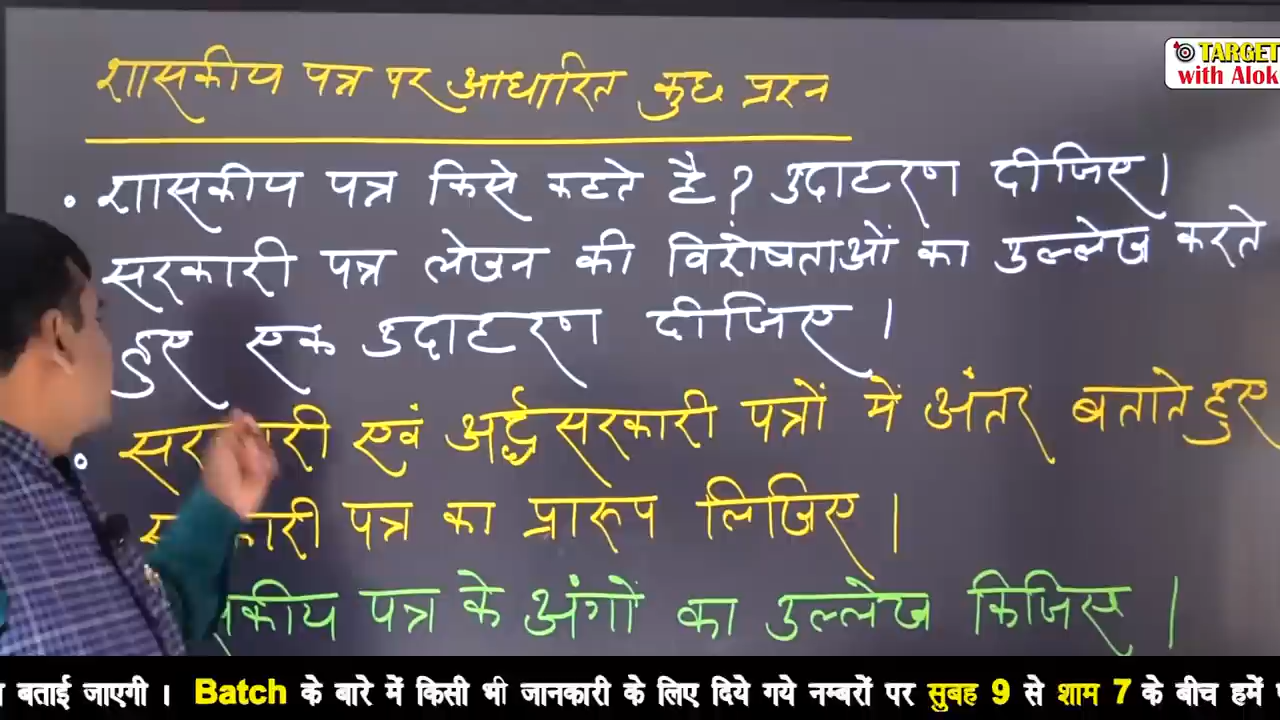 शासकीय पत्र पर आधारित कुछ प्रश्न
TARGET
with Alok
शासकीय पत्र किसे कहते है? उदाहरण दीजिए।
सरकारी पत्र लेखन की विशेषताओं का उल्लेख करते
हुए एक उदाहरण दीजिए।
सरकारी एवं अर्द्धसरकारी पत्रों में अंतर बताते हुए
सरकारी पत्र का प्रारूप लिखिए।
पत्र के अंगों का उल्लेख किजिए।
बताई जाएगी। Batch के बारे में किसी भी जानकारी के लिए दिये गये नम्बरों पर सुबह 9 से शाम 7 के बीच हमें